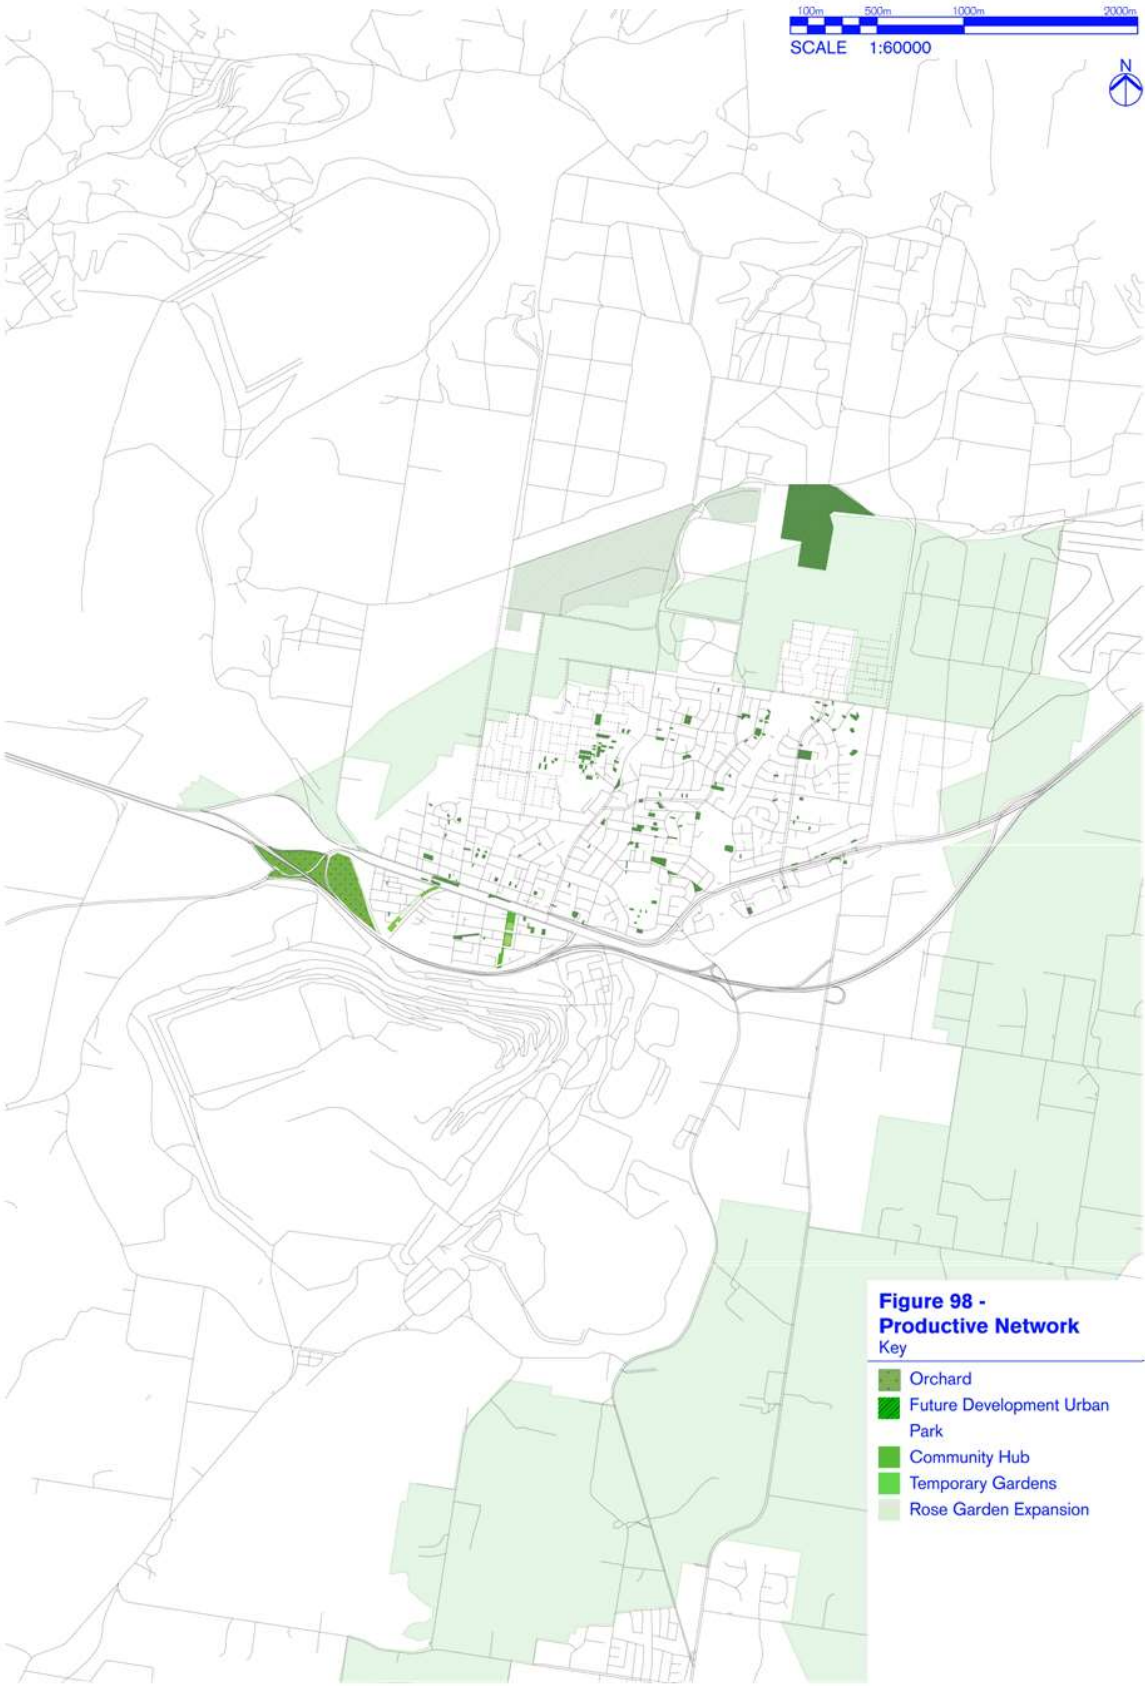 100m 500m 1000m 2000m
SCALE 1:60000
N
Figure 98 -
Productive Network
Key
Orchard
Future Development Urban
Park
Community Hub
Temporary Gardens
Rose Garden Expansion